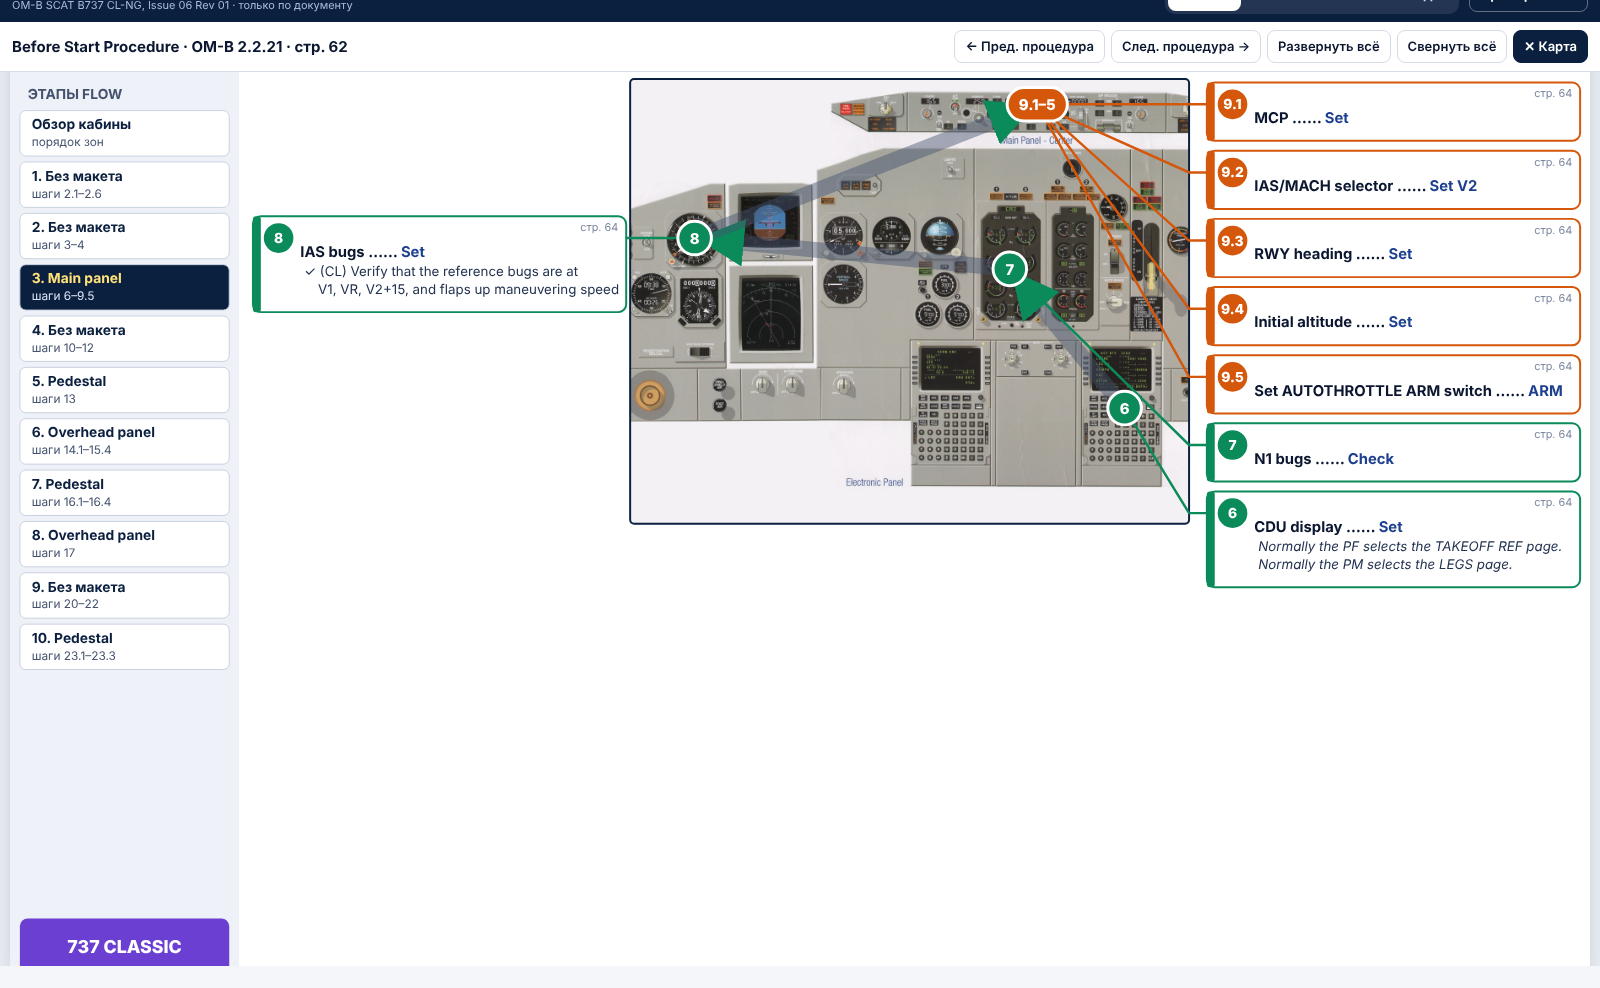 OM-B SCAT B737 CL-NG, Issue 06 Rev 01 · только по документу
Before Start Procedure · OM-B 2.2.21 · стр. 62
← Пред. процедура
След. процедура →
Развернуть всё
Свернуть всё
✕ Карта
ЭТАПЫ FLOW
Обзор кабины
порядок зон
1. Без макета
шаги 2.1–2.6
2. Без макета
шаги 3–4
3. Main panel
шаги 6–9.5
4. Без макета
шаги 10–12
5. Pedestal
шаги 13
6. Overhead panel
шаги 14.1–15.4
7. Pedestal
шаги 16.1–16.4
8. Overhead panel
шаги 17
9. Без макета
шаги 20–22
10. Pedestal
шаги 23.1–23.3
737 CLASSIC
стр. 64
8
IAS bugs ...... Set
✓ (CL) Verify that the reference bugs are at
V1, VR, V2+15, and flaps up maneuvering speed
9.1–5
Main Panel - Center
8
7
6
Electronic Panel
стр. 64
9.1
MCP ...... Set
стр. 64
9.2
IAS/MACH selector ...... Set V2
стр. 64
9.3
RWY heading ...... Set
стр. 64
9.4
Initial altitude ...... Set
стр. 64
9.5
Set AUTOTHROTTLE ARM switch ...... ARM
стр. 64
7
N1 bugs ...... Check
стр. 64
6
CDU display ...... Set
Normally the PF selects the TAKEOFF REF page.
Normally the PM selects the LEGS page.